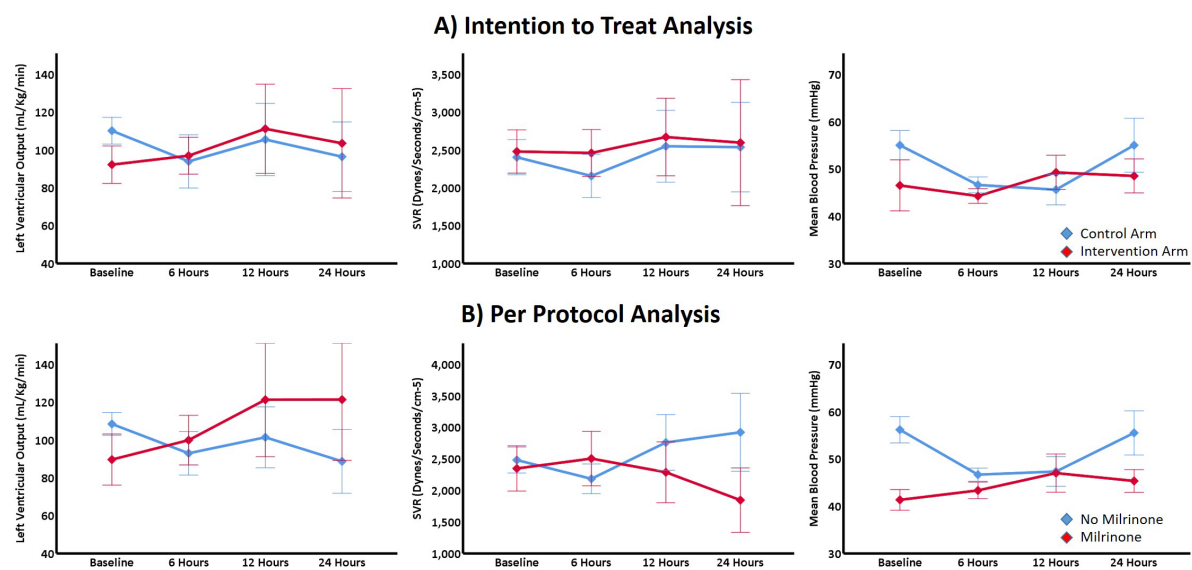 A) Intention to Treat Analysis
Left Ventricular Output (mL/Kg/min)
140
120
100
80
60
40
Baseline 6 Hours 12 Hours 24 Hours
SVR (Dynes/Seconds/cm-5)
3,500
3,000
2,500
2,000
1,500
1,000
Baseline 6 Hours 12 Hours 24 Hours
Mean Blood Pressure (mmHg)
70
60
50
40
30
Control Arm
Intervention Arm
Baseline 6 Hours 12 Hours 24 Hours
B) Per Protocol Analysis
Left Ventricular Output (mL/Kg/min)
140
120
100
80
60
40
Baseline 6 Hours 12 Hours 24 Hours
SVR (Dynes/Seconds/cm-5)
4,000
3,500
3,000
2,500
2,000
1,500
1,000
Baseline 6 Hours 12 Hours 24 Hours
Mean Blood Pressure (mmHg)
70
60
50
40
30
No Milrinone
Milrinone
Baseline 6 Hours 12 Hours 24 Hours